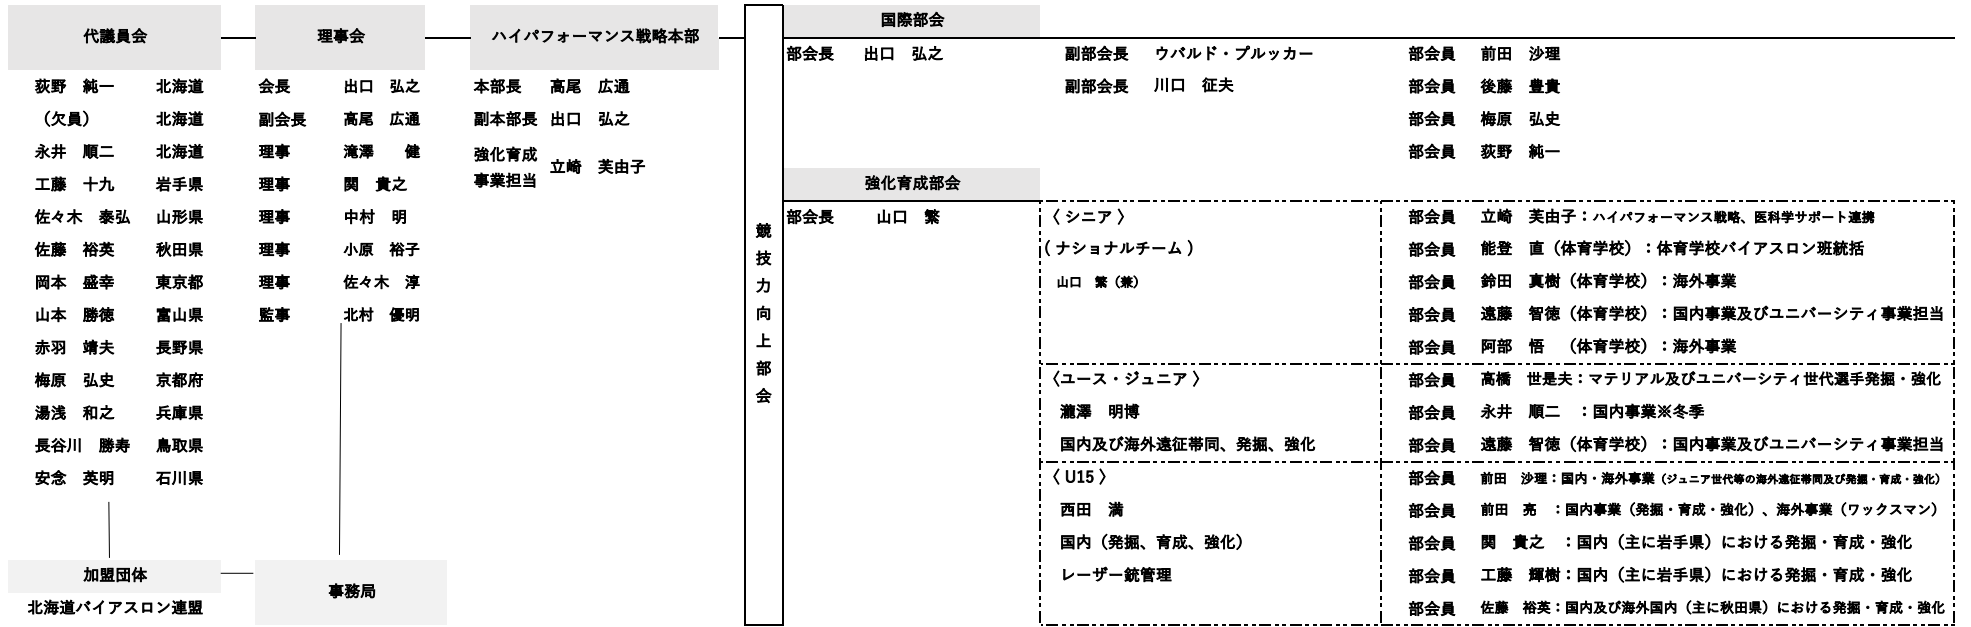 代議員会
荻野　純一　北海道
（欠員）　北海道
永井　順二　北海道
工藤　十九　岩手県
佐々木　泰弘　山形県
佐藤　裕英　秋田県
岡本　盛幸　東京都
山本　勝徳　富山県
赤羽　靖夫　長野県
梅原　弘史　京都府
湯浅　和之　兵庫県
長谷川　勝寿　鳥取県
安念　英明　石川県
加盟団体
北海道バイアスロン連盟
理事会
会長　出口　弘之
副会長　高尾　広通
理事　滝澤　健
理事　関　貴之
理事　中村　明
理事　小原　裕子
理事　佐々木　淳
監事　北村　優明
事務局
ハイパフォーマンス戦略本部
本部長　高尾　広通
副本部長　出口　弘之
強化育成
事業担当　立崎　芙由子
競技力向上部会
国際部会
部会長　出口　弘之　副部会長　ウバルド・プルッカー　部会員　前田　沙理
副部会長　川口　征夫　部会員　後藤　豊貴
部会員　梅原　弘史
部会員　荻野　純一
強化育成部会
部会長　山口　繁
〈 シニア 〉
( ナショナルチーム )
山口　繁（兼）
部会員　立崎　芙由子：ハイパフォーマンス戦略、医科学サポート連携
部会員　能登　直（体育学校）：体育学校バイアスロン班統括
部会員　鈴田　真樹（体育学校）：海外事業
部会員　遠藤　智徳（体育学校）：国内事業及びユニバーシティ事業担当
部会員　阿部　悟　（体育学校）：海外事業
〈ユース・ジュニア 〉
瀧澤　明博
国内及び海外遠征帯同、発掘、強化
部会員　高橋　世是夫：マテリアル及びユニバーシティ世代選手発掘・強化
部会員　永井　順二　：国内事業※冬季
部会員　遠藤　智徳（体育学校）：国内事業及びユニバーシティ事業担当
〈 U15 〉
西田　満
国内（発掘、育成、強化）
レーザー銃管理
部会員　前田　沙理：国内・海外事業（ジュニア世代等の海外遠征帯同及び発掘・育成・強化）
部会員　前田　亮　：国内事業（発掘・育成・強化）、海外事業（ワックスマン）
部会員　関　貴之　：国内（主に岩手県）における発掘・育成・強化
部会員　工藤　輝樹：国内（主に岩手県）における発掘・育成・強化
部会員　佐藤　裕英：国内及び海外国内（主に秋田県）における発掘・育成・強化